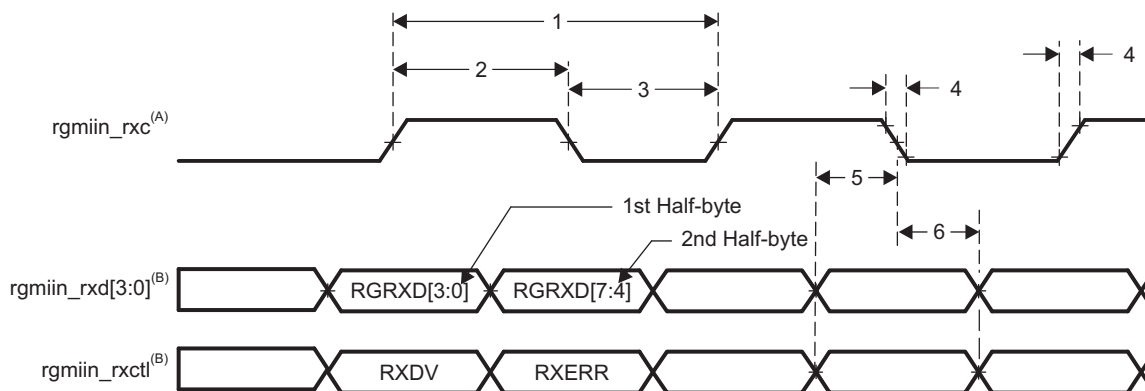 1
4
2
3
4
rgmiin_rxc(A)
5
1st Half-byte
6
2nd Half-byte
rgmiin_rxd[3:0](B)
RGRXD[3:0]
RGRXD[7:4]
rgmiin_rxctl(B)
RXDV
RXERR